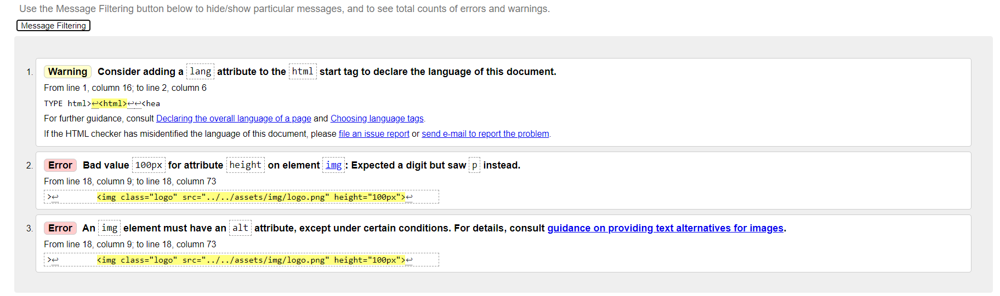 Use the Message Filtering button below to hide/show particular messages, and to see total counts of errors and warnings.
Message Filtering
1. Warning Consider adding a lang attribute to the html start tag to declare the language of this document.
From line 1, column 16; to line 2, column 6
TYPE html>↩<html>↩↩<hea
For further guidance, consult Declaring the overall language of a page and Choosing language tags.
If the HTML checker has misidentified the language of this document, please file an issue report or send e-mail to report the problem.
2. Error Bad value 100px for attribute height on element img: Expected a digit but saw p instead.
From line 18, column 9; to line 18, column 73
>↩        <img class="logo" src="../../assets/img/logo.png" height="100px">↩
3. Error An img element must have an alt attribute, except under certain conditions. For details, consult guidance on providing text alternatives for images.
From line 18, column 9; to line 18, column 73
>↩        <img class="logo" src="../../assets/img/logo.png" height="100px">↩